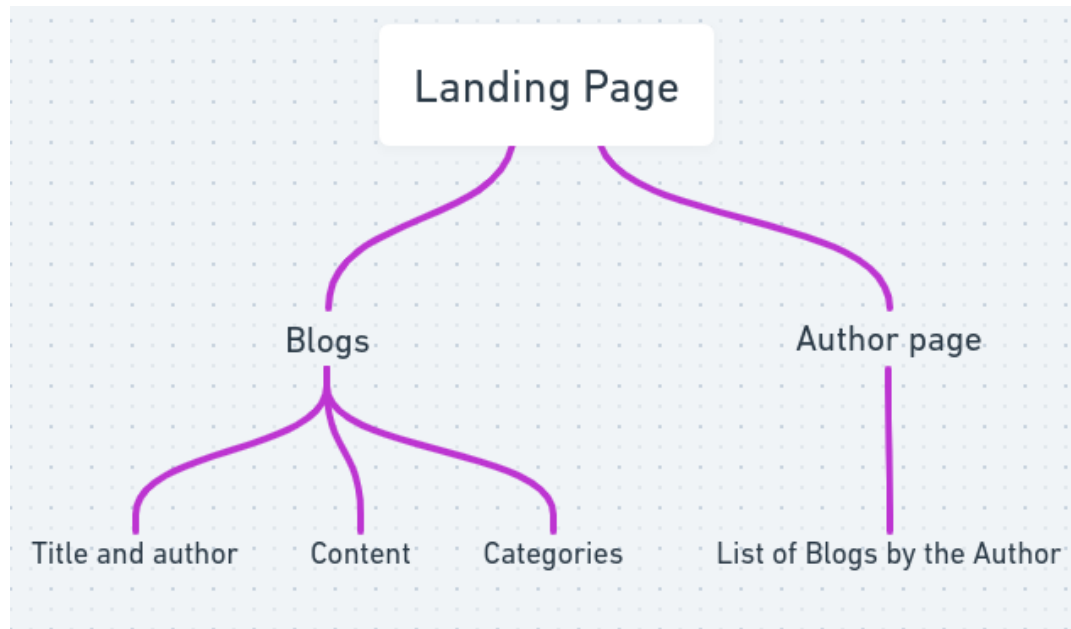 Landing Page
Blogs
Author page
Title and author
Content
Categories
List of Blogs by the Author